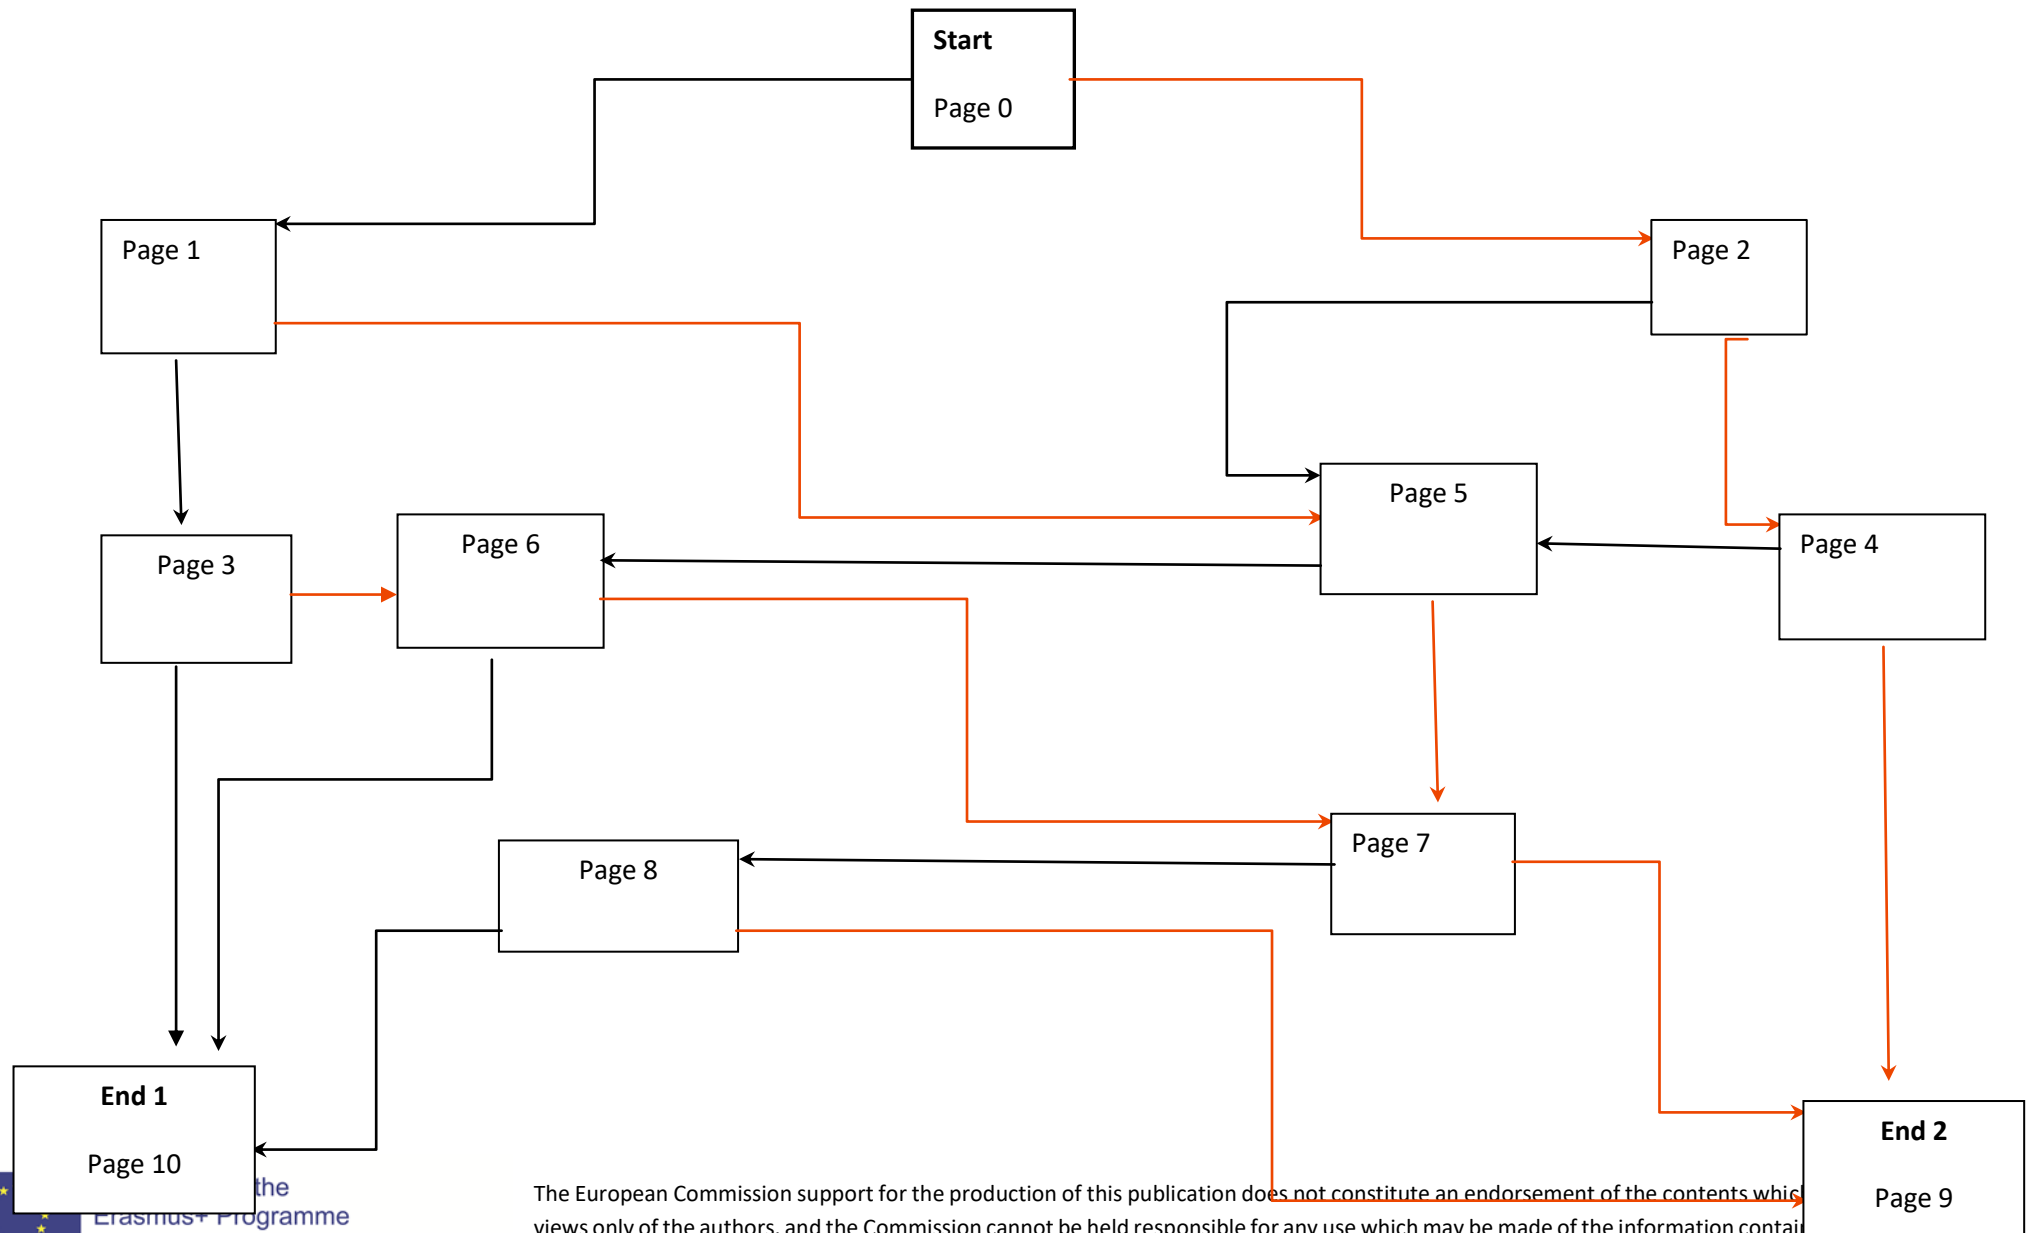 Start
Page 0
Page 1
Page 2
Page 5
Page 6
Page 4
Page 3
Page 7
Page 8
End 1
Page 10
End 2
Page 9
the
Erasmus+ Programme
The European Commission support for the production of this publication does not constitute an endorsement of the contents
views only of the authors, and the Commission cannot be held responsible for any use which may be made of the information